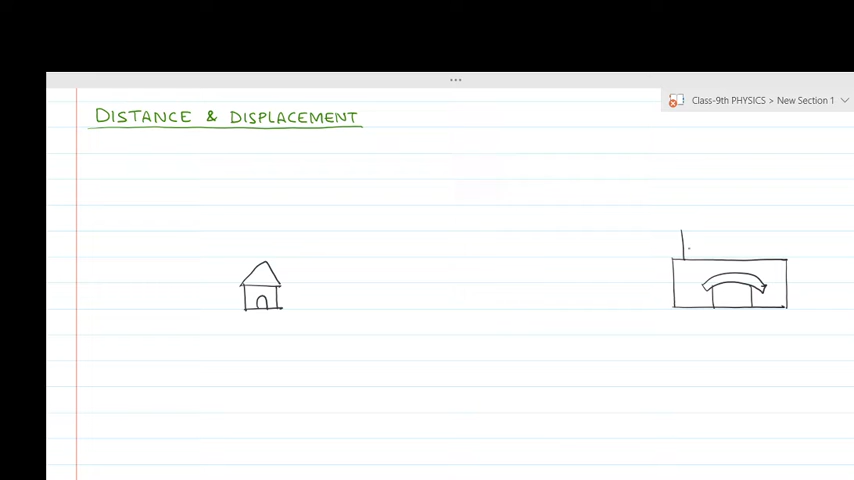 Class-9th PHYSICS > New Section 1
DISTANCE & DISPLACEMENT